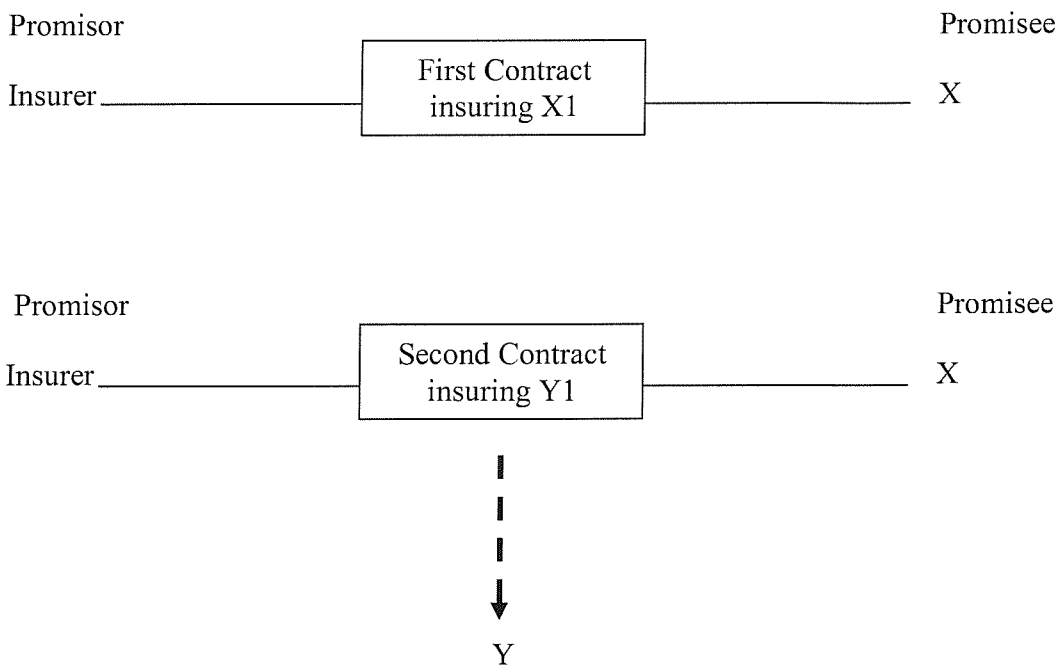 Promisor
Promisee
First Contract
insuring X1
Insurer
X
Promisor
Promisee
Second Contract
insuring Y1
Insurer
X
Y